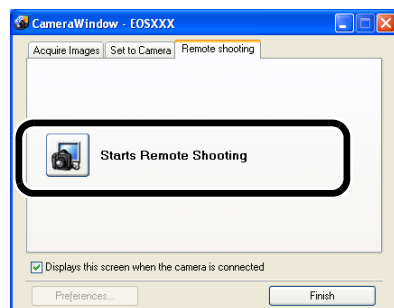 CameraWindow - EOSXXX
Acquire Images Set to Camera Remote shooting
Starts Remote Shooting
Displays this screen when the camera is connected
Preferences... Finish